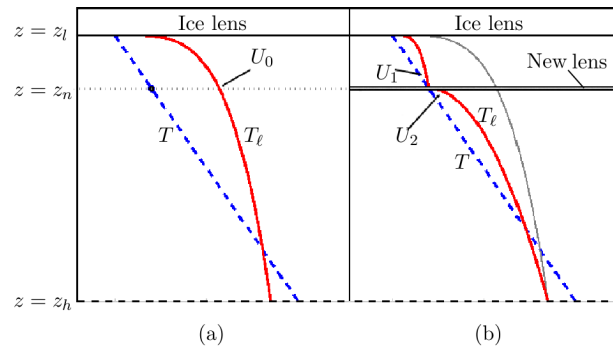 Ice lens
Ice lens
z = z_l
U_0
z = z_n
New lens
U_1
U_2
T
T_ℓ
T_ℓ
T
z = z_h
(a)
(b)